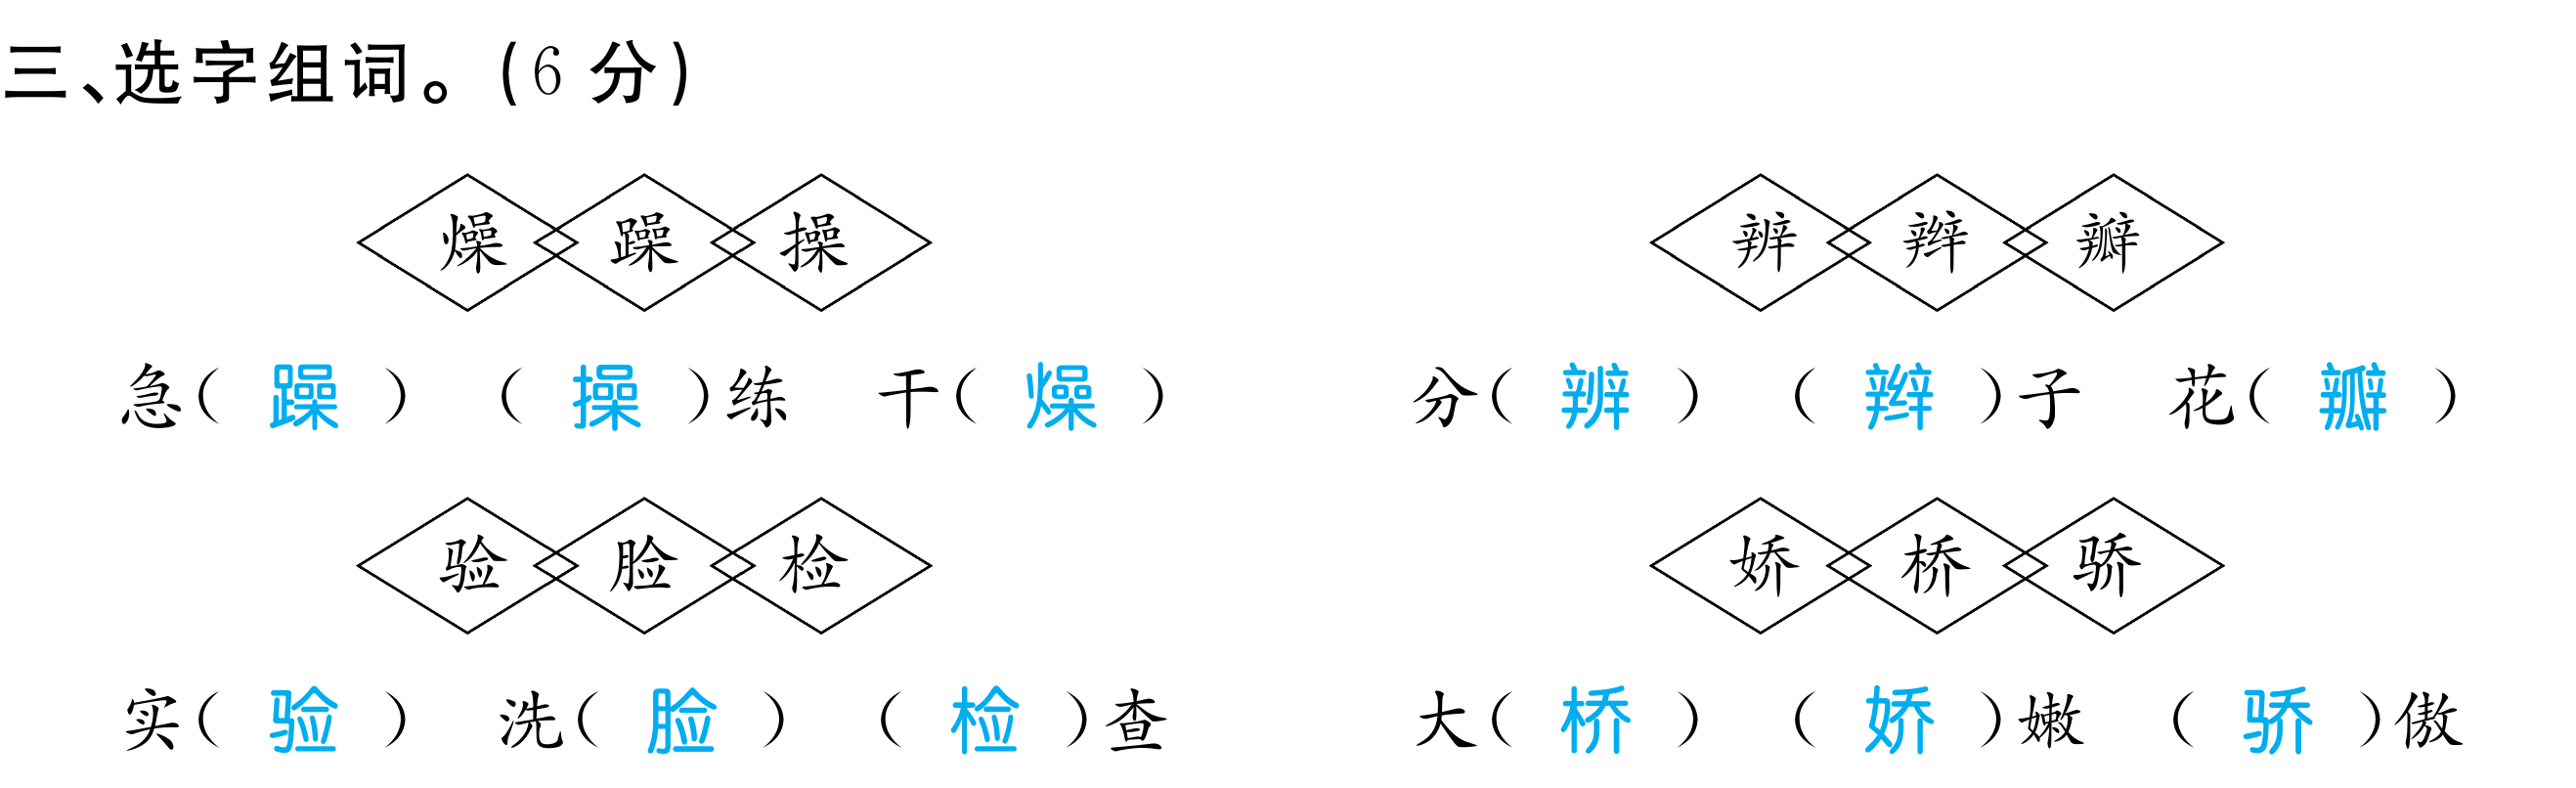 三、选字组词。(6 分)
燥 躁 操 辨 辫 瓣
急( 躁 ) ( 操 )练 干( 燥 ) 分( 辨 ) ( 辫 )子 花( 瓣 )
验 脸 检 娇 桥 骄
实( 验 ) 洗( 脸 ) ( 检 )查 大( 桥 ) ( 娇 )嫩 ( 骄 )傲